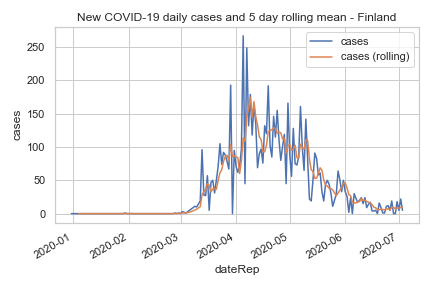 New COVID-19 daily cases and 5 day rolling mean - Finland
cases
cases (rolling)
250
200
150
100
50
0
cases
2020-01
2020-02
2020-03
2020-04
2020-05
2020-06
2020-07
dateRep